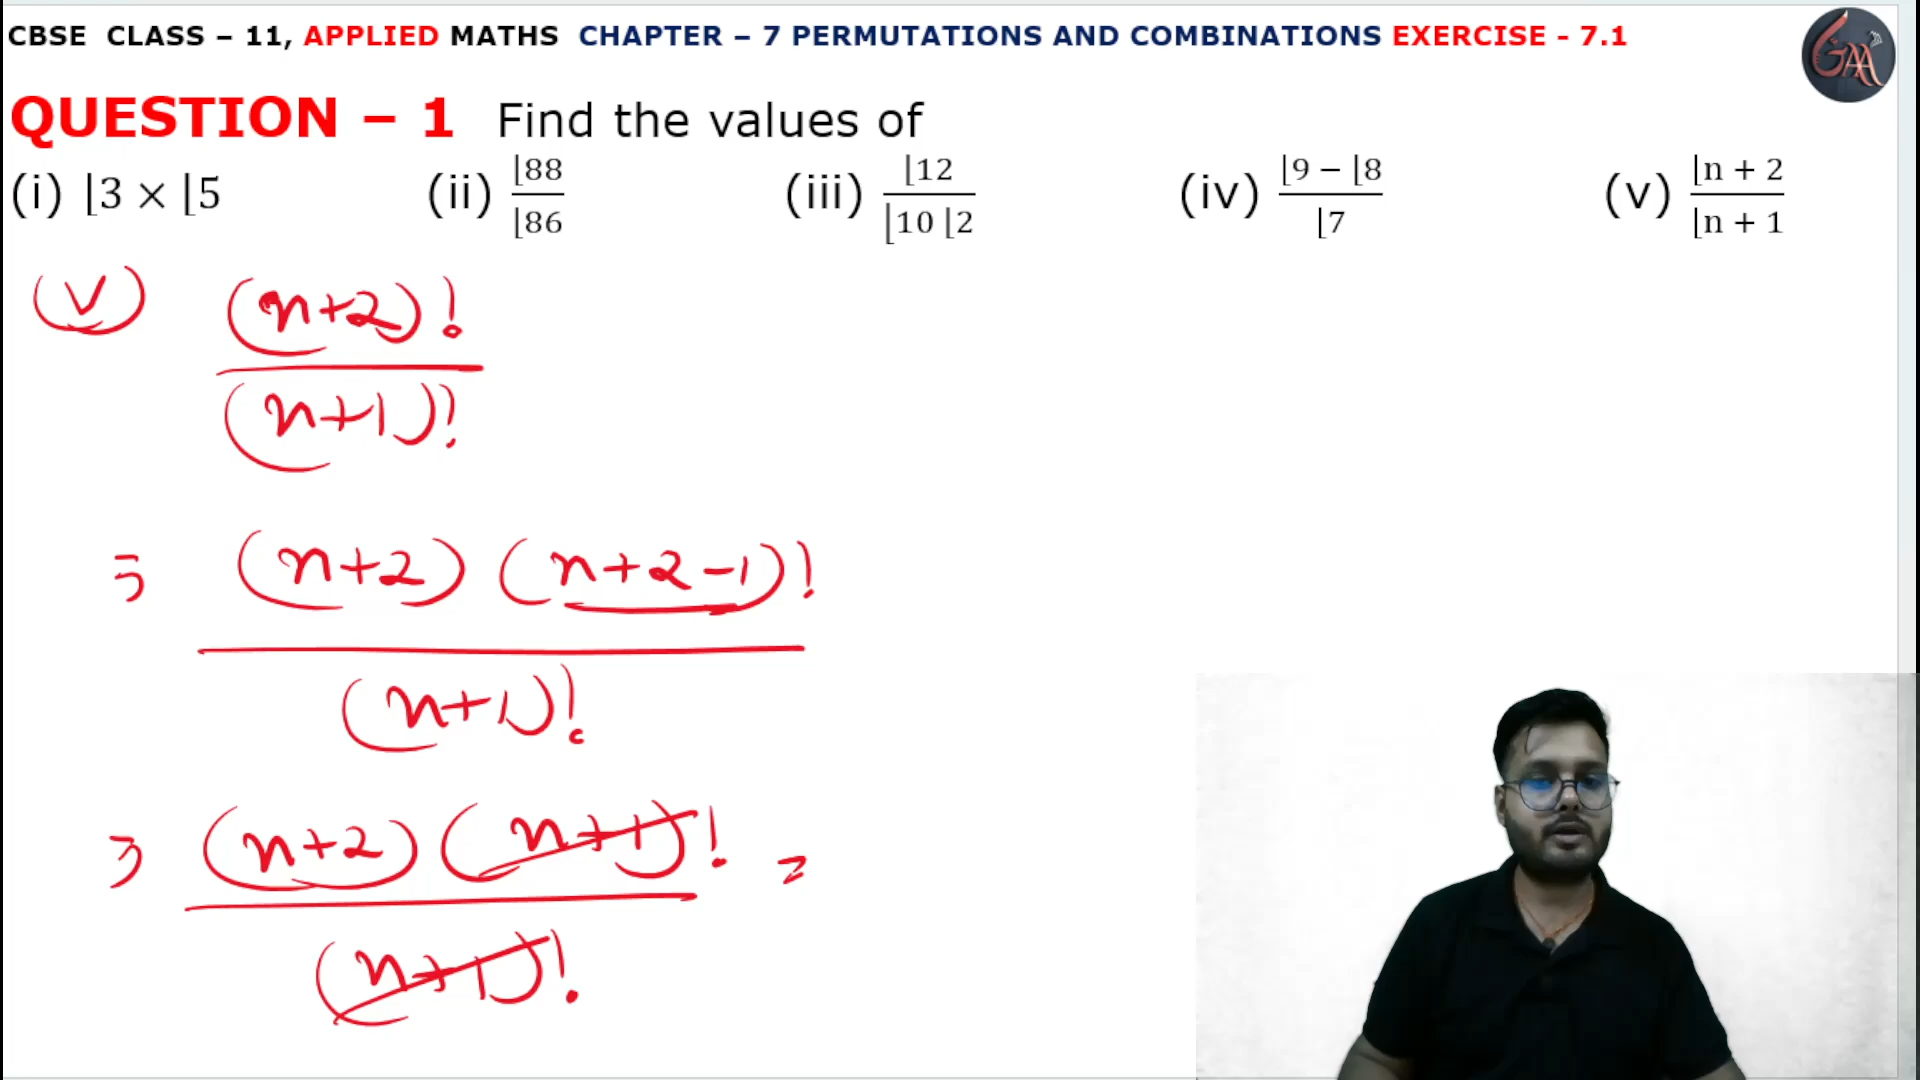 CBSE CLASS – 11, APPLIED MATHS CHAPTER – 7 PERMUTATIONS AND COMBINATIONS EXERCISE - 7.1
QUESTION – 1 Find the values of
(i) ⌊3 × ⌊5 (ii) ⌊88 / ⌊86 (iii) ⌊12 / ⌊10 ⌊2 (iv) ⌊9 – ⌊8 / ⌊7 (v) ⌊n + 2 / ⌊n + 1
(v) (n+2)!
(n+1)!
= (n+2) (n+2-1)!
(n+1)!
= (n+2) (n+1)! =
(n+1)!